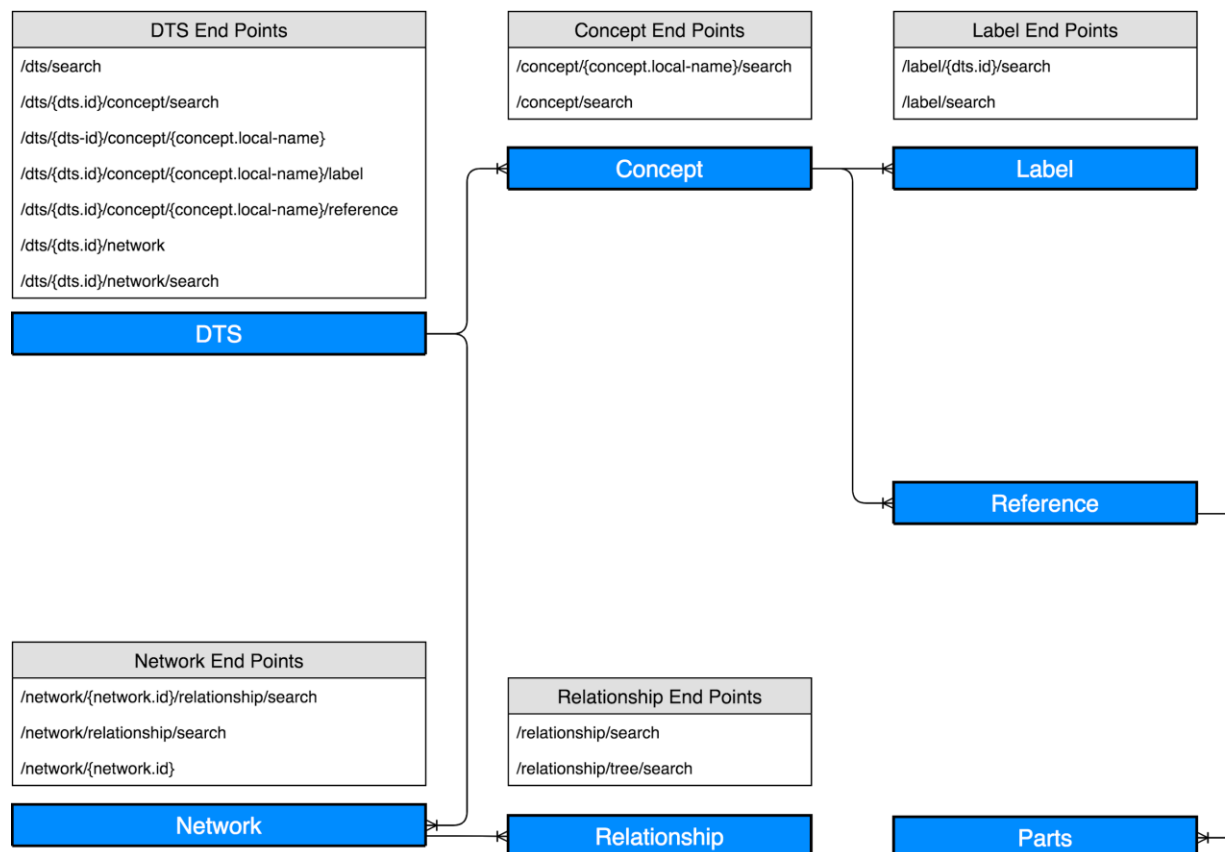 DTS End Points
/dts/search
/dts/{dts.id}/concept/search
/dts/{dts-id}/concept/{concept.local-name}
/dts/{dts.id}/concept/{concept.local-name}/label
/dts/{dts.id}/concept/{concept.local-name}/reference
/dts/{dts.id}/network
/dts/{dts.id}/network/search
DTS
Concept End Points
/concept/{concept.local-name}/search
/concept/search
Concept
Label End Points
/label/{dts.id}/search
/label/search
Label
Reference
Network End Points
/network/{network.id}/relationship/search
/network/relationship/search
/network/{network.id}
Network
Relationship End Points
/relationship/search
/relationship/tree/search
Relationship
Parts